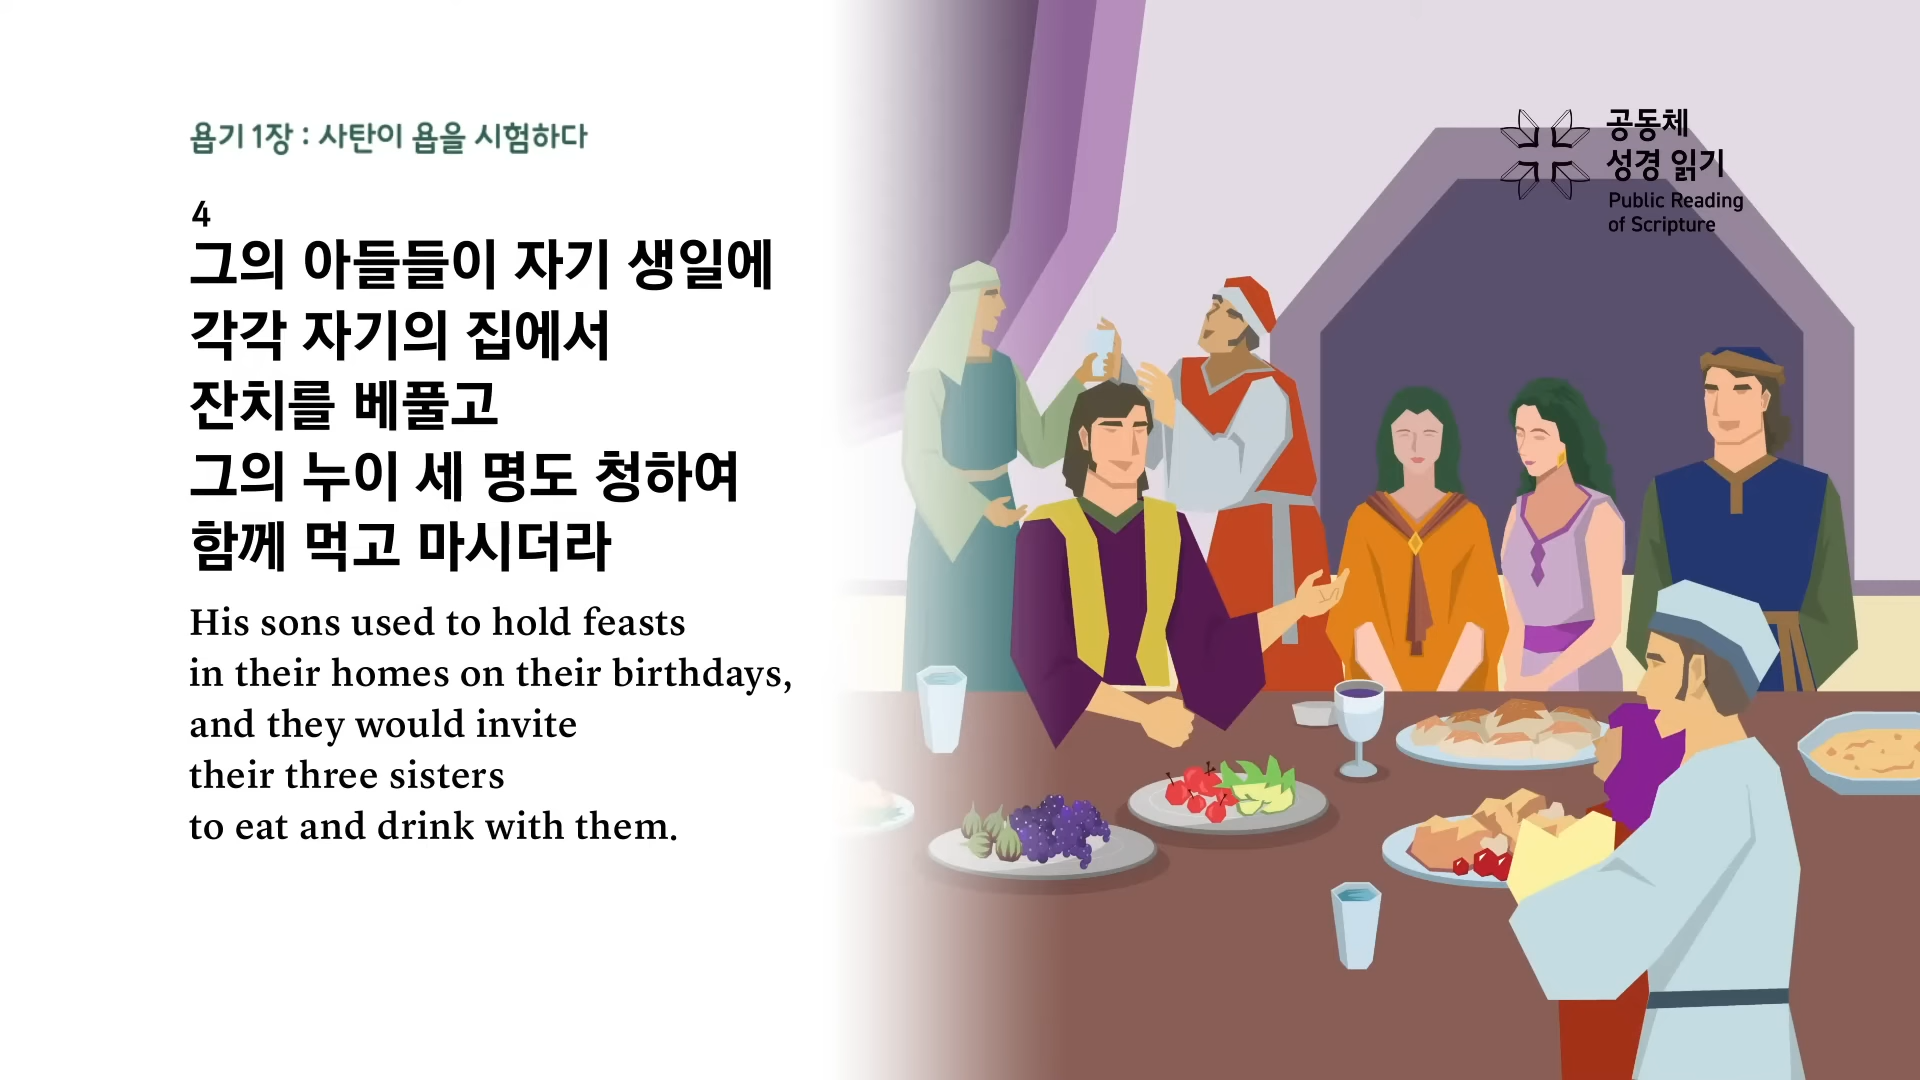 욥기 1장 : 사탄이 욥을 시험하다
4
그의 아들들이 자기 생일에
각각 자기의 집에서
잔치를 베풀고
그의 누이 세 명도 청하여
함께 먹고 마시더라
His sons used to hold feasts
in their homes on their birthdays,
and they would invite
their three sisters
to eat and drink with them.
공동체
성경 읽기
Public Reading
of Scripture